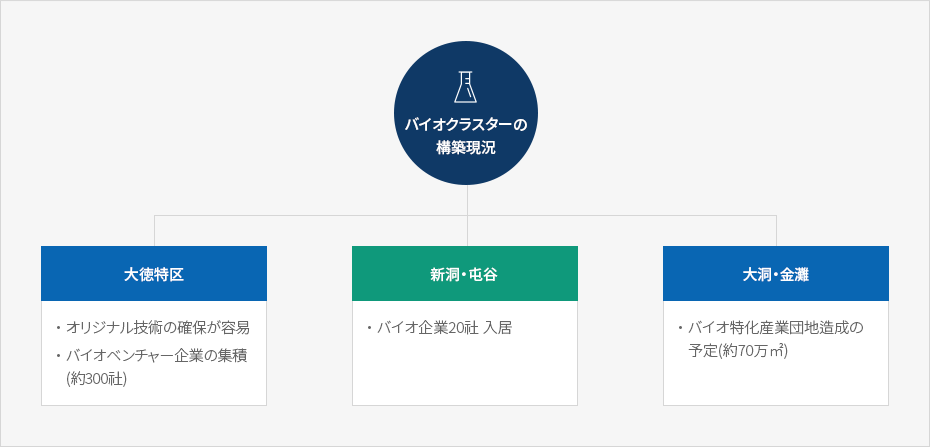 バイオクラスターの
構築現況
大徳特区
・オリジナル技術の確保が容易
・バイオベンチャー企業の集積
(約300社)
新洞・屯谷
・バイオ企業20社 入居
大洞・金灘
・バイオ特化産業団地造成の
予定(約70万㎡)